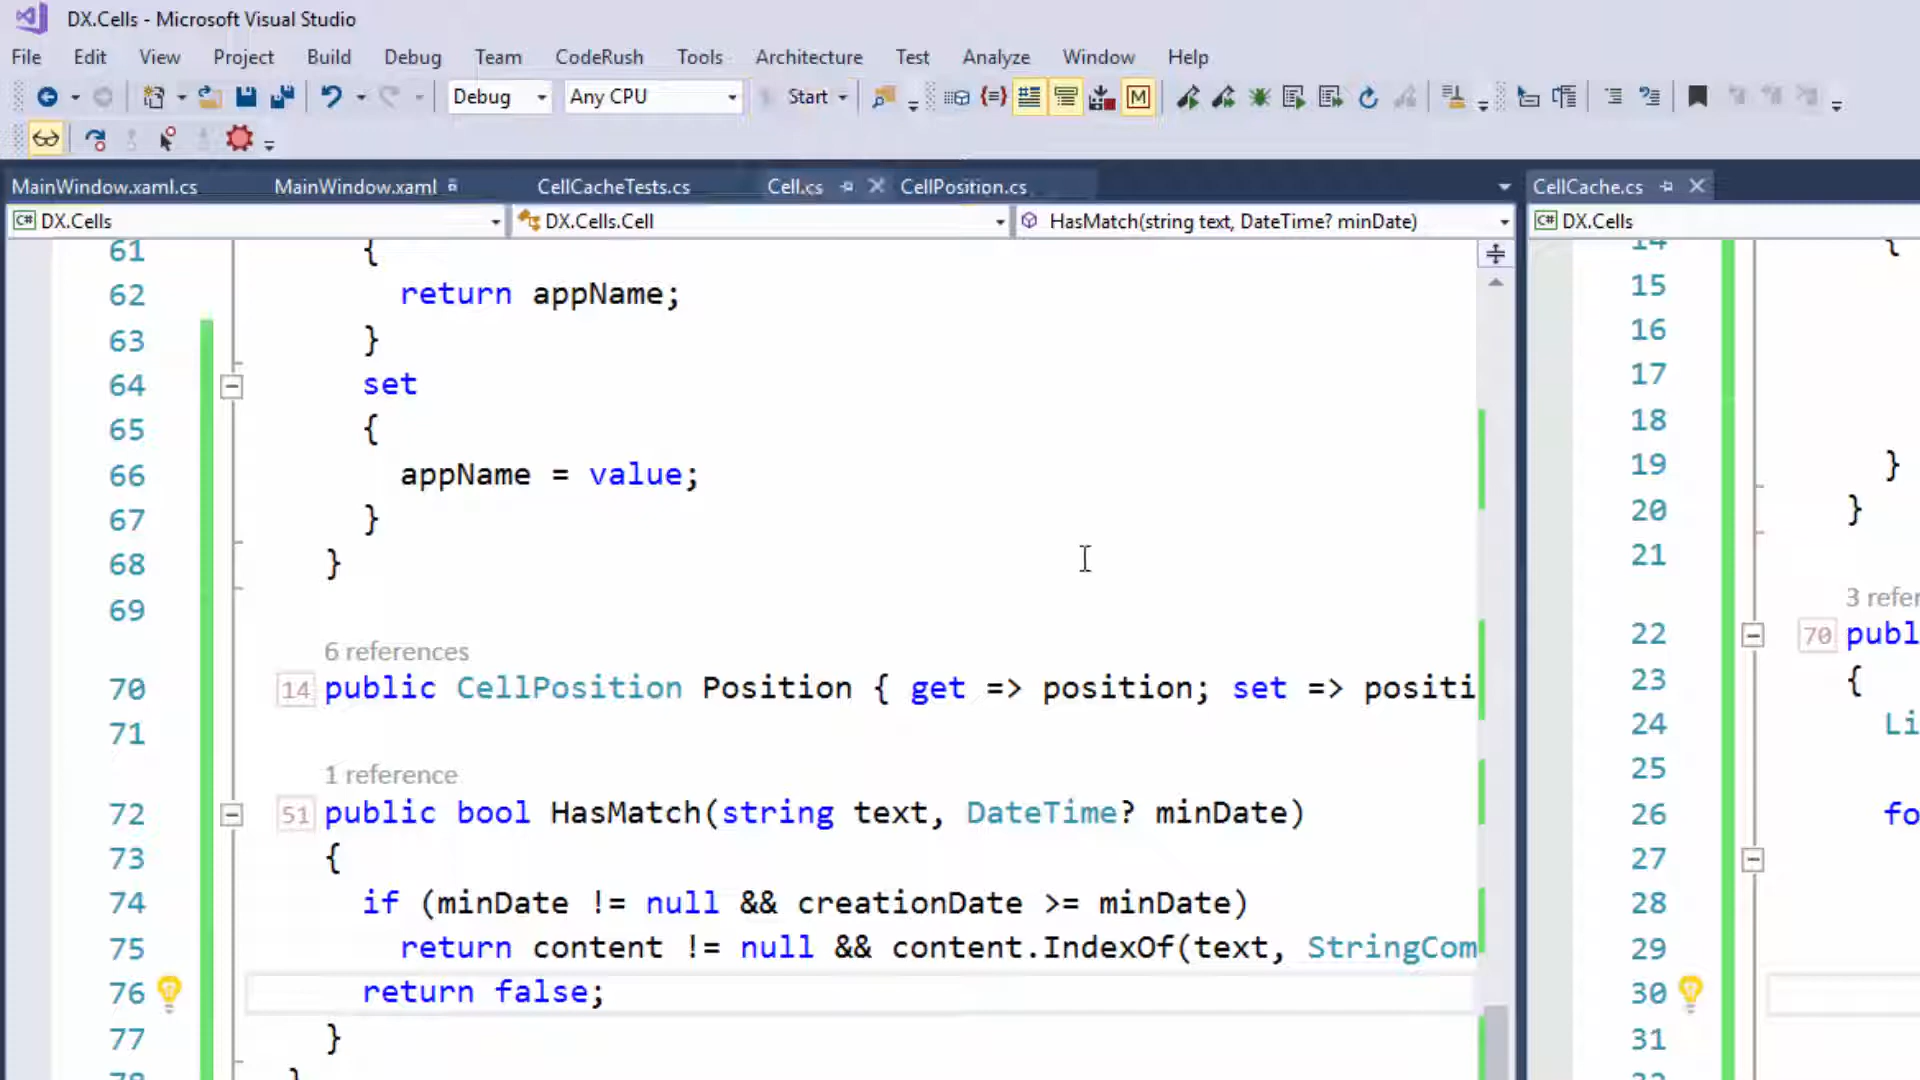 DX.Cells - Microsoft Visual Studio
File Edit View Project Build Debug Team CodeRush Tools Architecture Test Analyze Window Help
Debug Any CPU Start
MainWindow.xaml.cs MainWindow.xaml CellCacheTests.cs Cell.cs CellPosition.cs
DX.Cells DX.Cells.Cell HasMatch(string text, DateTime? minDate)
61 {
62 return appName;
63 }
64 set
65 {
66 appName = value;
67 }
68 }
69
6 references
70 14 public CellPosition Position { get => position; set => positi
71
1 reference
72 51 public bool HasMatch(string text, DateTime? minDate)
73 {
74 if (minDate != null && creationDate >= minDate)
75 return content != null && content.IndexOf(text, StringCom
76 return false;
77 }
78 }
CellCache.cs
DX.Cells
14 {
15
16
17
18
19 }
20 }
21
3 refer
22 70 publ
23 {
24 Li
25
26 fo
27
28
29
30
31
32